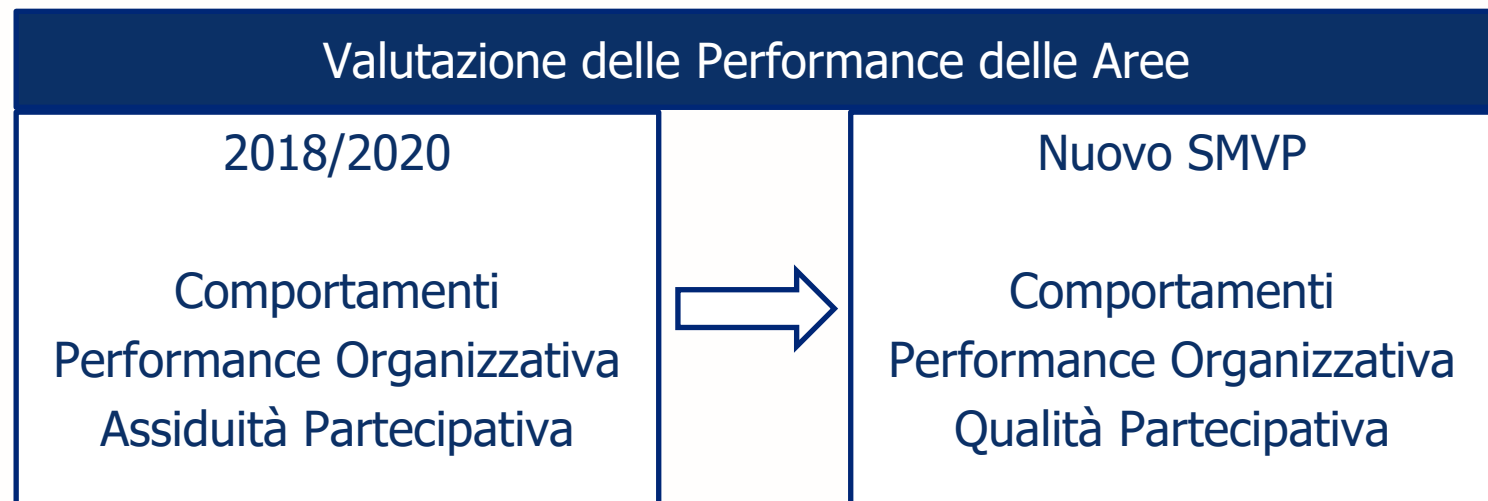 Valutazione delle Performance delle Aree
2018/2020
Comportamenti
Performance Organizzativa
Assiduità Partecipativa
Nuovo SMVP
Comportamenti
Performance Organizzativa
Qualità Partecipativa